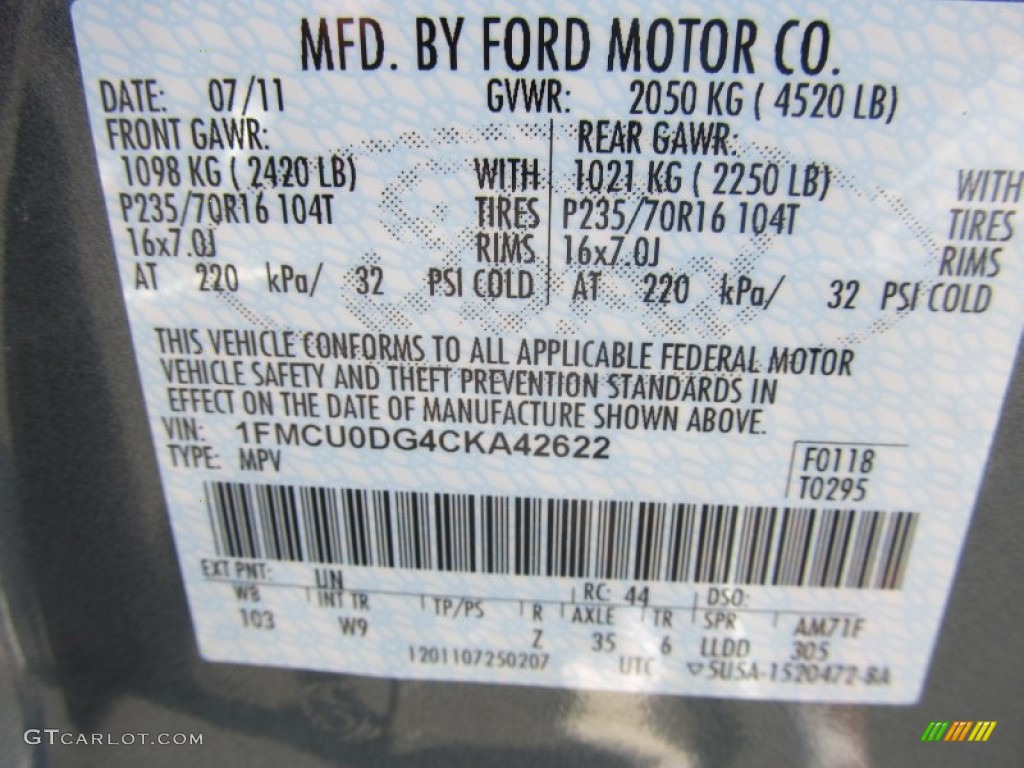 MFD. BY FORD MOTOR CO.
DATE: 07/11 GVWR: 2050 KG ( 4520 LB)
FRONT GAWR: REAR GAWR:
1098 KG ( 2420 LB) WITH 1021 KG ( 2250 LB) WITH
P235/70R16 104T TIRES P235/70R16 104T TIRES
16x7.0J RIMS 16x7.0J RIMS
AT 220 kPa/ 32 PSI COLD AT 220 kPa/ 32 PSI COLD
THIS VEHICLE CONFORMS TO ALL APPLICABLE FEDERAL MOTOR
VEHICLE SAFETY AND THEFT PREVENTION STANDARDS IN
EFFECT ON THE DATE OF MANUFACTURE SHOWN ABOVE.
VIN: 1FMCU0DG4CKA42622
TYPE: MPV
F0118
T0295
EXT PNT: UN RC: 44 DSO:
WB INT TR TP/PS R AXLE TR SPR AM71F
103 W9 Z 35 6 LLDD 305
1201107250207 UTC ▽5U5A-1520472-BA
GTCARLOT.COM